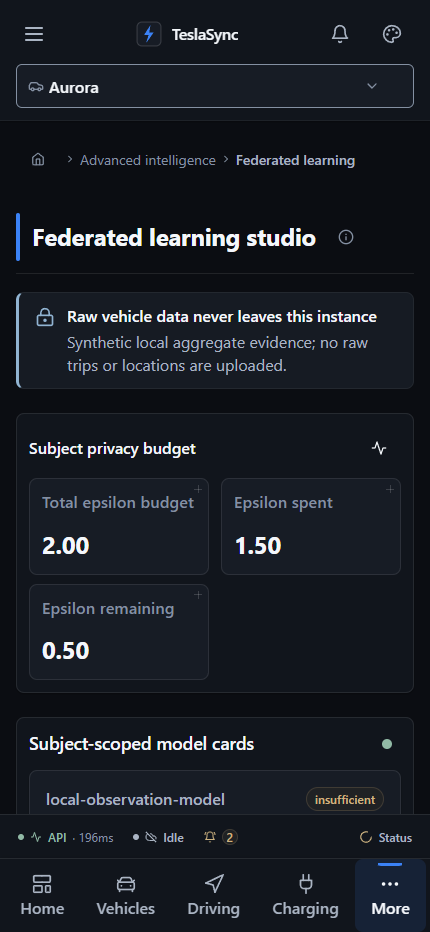 TeslaSync
Aurora
Advanced intelligence > Federated learning
Federated learning studio
Raw vehicle data never leaves this instance
Synthetic local aggregate evidence; no raw
trips or locations are uploaded.
Subject privacy budget
Total epsilon budget
2.00
Epsilon spent
1.50
Epsilon remaining
0.50
Subject-scoped model cards
local-observation-model
insufficient
API · 196ms
Idle
2
Status
Home
Vehicles
Driving
Charging
More